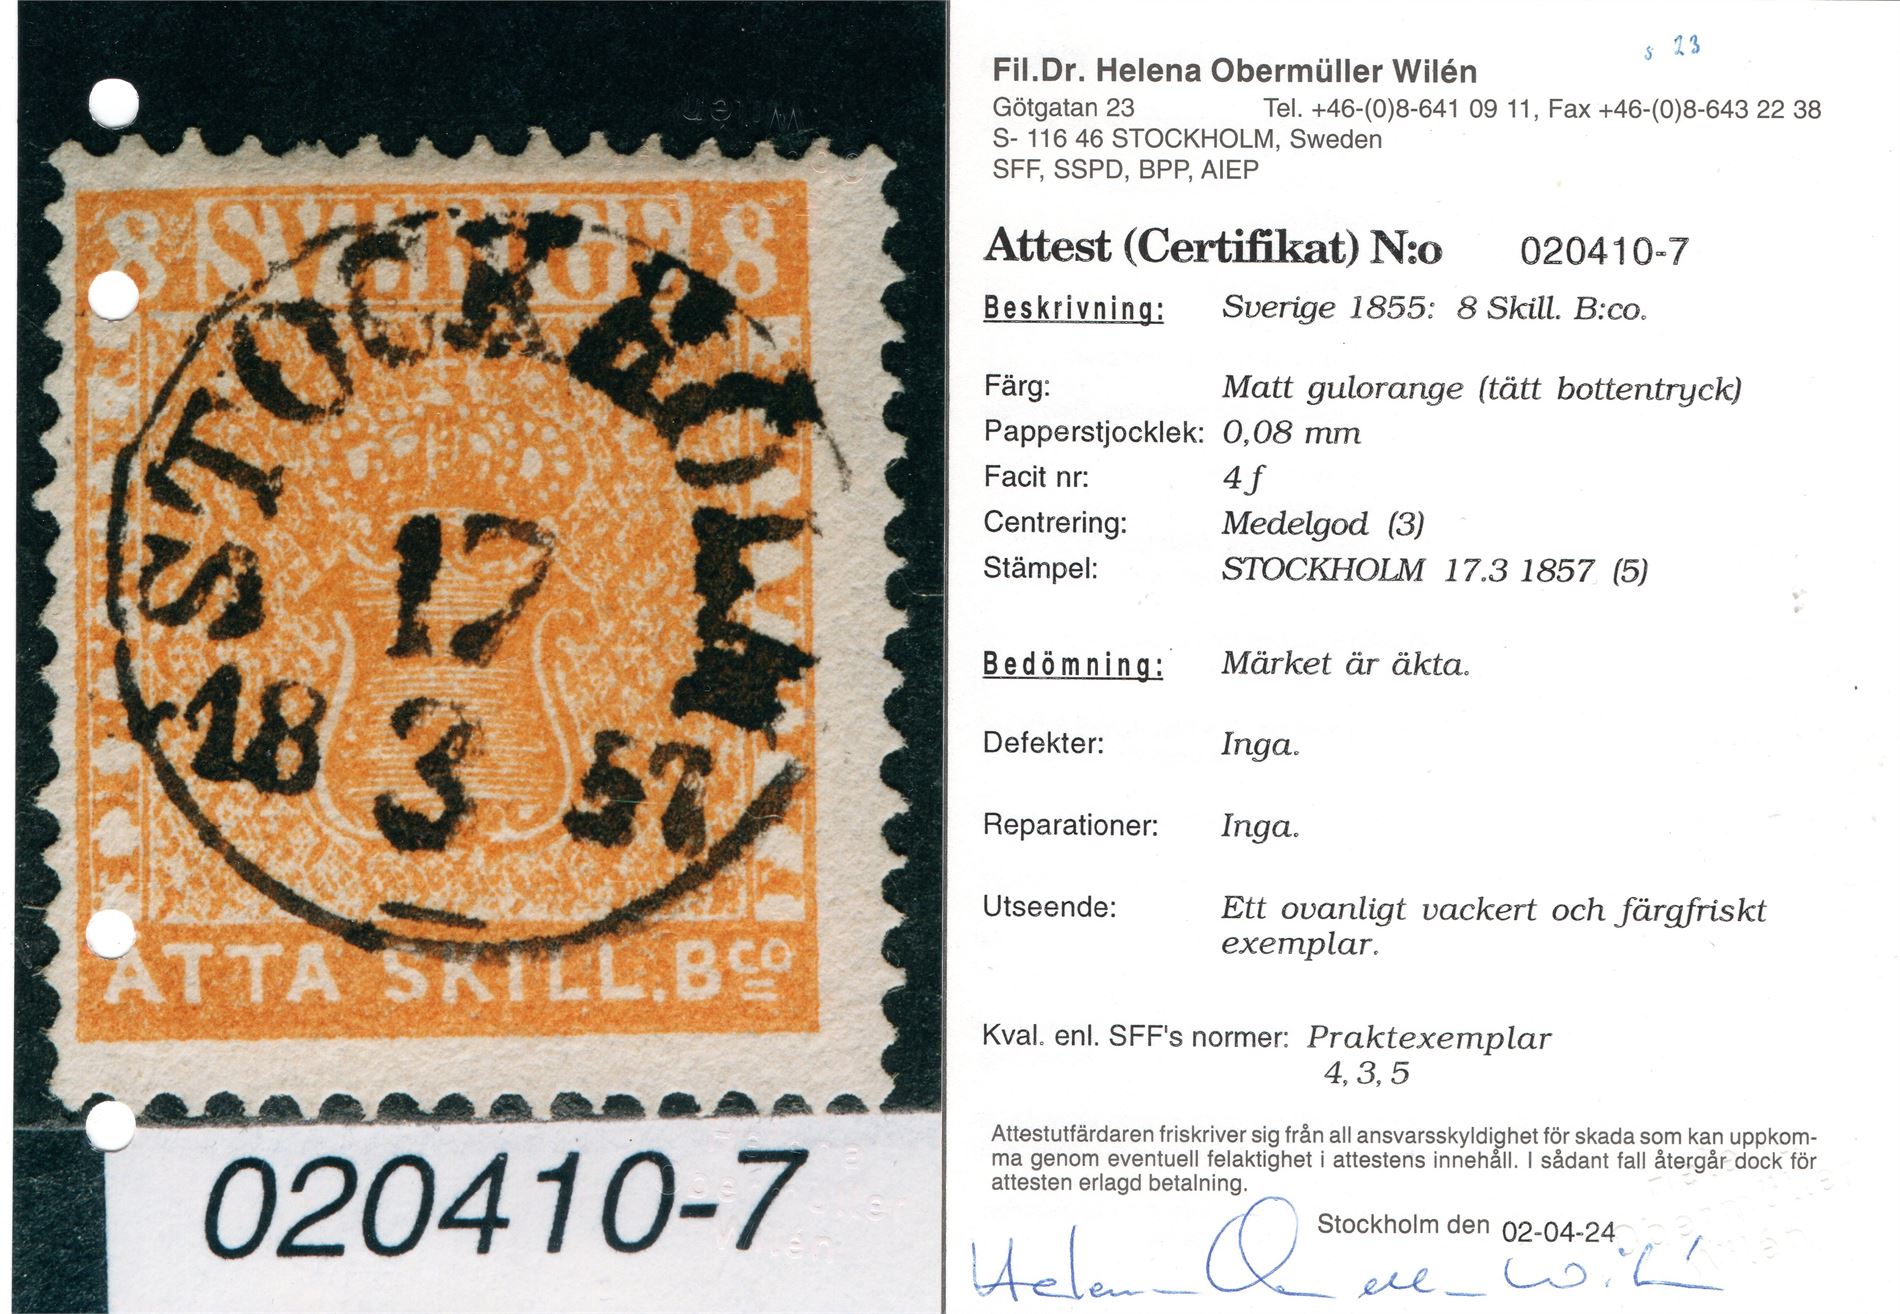 8 SVERIGE 8
STOCKHOLM
17
18 3 57
ATTA SKILL. Bco
020410-7
s 23
Fil.Dr. Helena Obermüller Wilén
Götgatan 23 Tel. +46-(0)8-641 09 11, Fax +46-(0)8-643 22 38
S- 116 46 STOCKHOLM, Sweden
SFF, SSPD, BPP, AIEP
Attest (Certifikat) N:o 020410-7
Beskrivning: Sverige 1855: 8 Skill. B:co.
Färg: Matt gulorange (tätt bottentryck)
Papperstjocklek: 0,08 mm
Facit nr: 4 f
Centrering: Medelgod (3)
Stämpel: STOCKHOLM 17.3 1857 (5)
Bedömning: Märket är äkta.
Defekter: Inga.
Reparationer: Inga.
Utseende: Ett ovanligt vackert och färgfriskt
exemplar.
Kval. enl. SFF's normer: Praktexemplar
4, 3, 5
Attestutfärdaren friskriver sig från all ansvarsskyldighet för skada som kan uppkom-
ma genom eventuell felaktighet i attestens innehåll. I sådant fall återgår dock för
attesten erlagd betalning.
Stockholm den 02-04-24